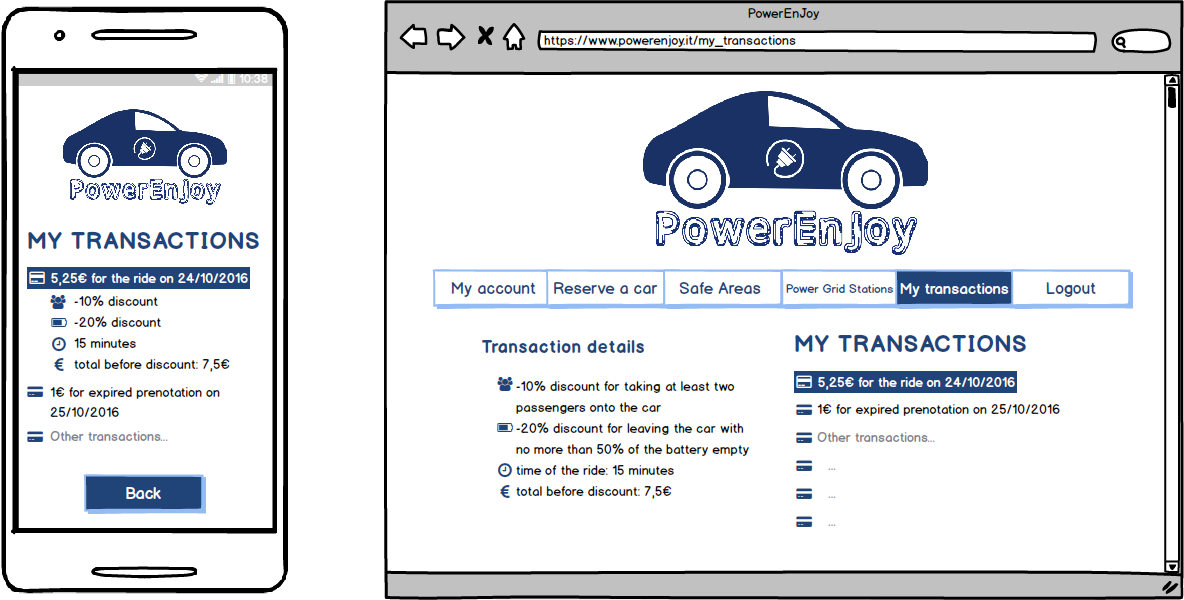 10:38
PowerEnJoy
MY TRANSACTIONS
5,25€ for the ride on 24/10/2016
-10% discount
-20% discount
15 minutes
€ total before discount: 7,5€
1€ for expired prenotation on
25/10/2016
Other transactions...
Back
PowerEnJoy
https://www.powerenjoy.it/my_transactions
PowerEnJoy
My account
Reserve a car
Safe Areas
Power Grid Stations
My transactions
Logout
Transaction details
-10% discount for taking at least two
passengers onto the car
-20% discount for leaving the car with
no more than 50% of the battery empty
time of the ride: 15 minutes
€ total before discount: 7,5€
MY TRANSACTIONS
5,25€ for the ride on 24/10/2016
1€ for expired prenotation on 25/10/2016
Other transactions...
...
...
...